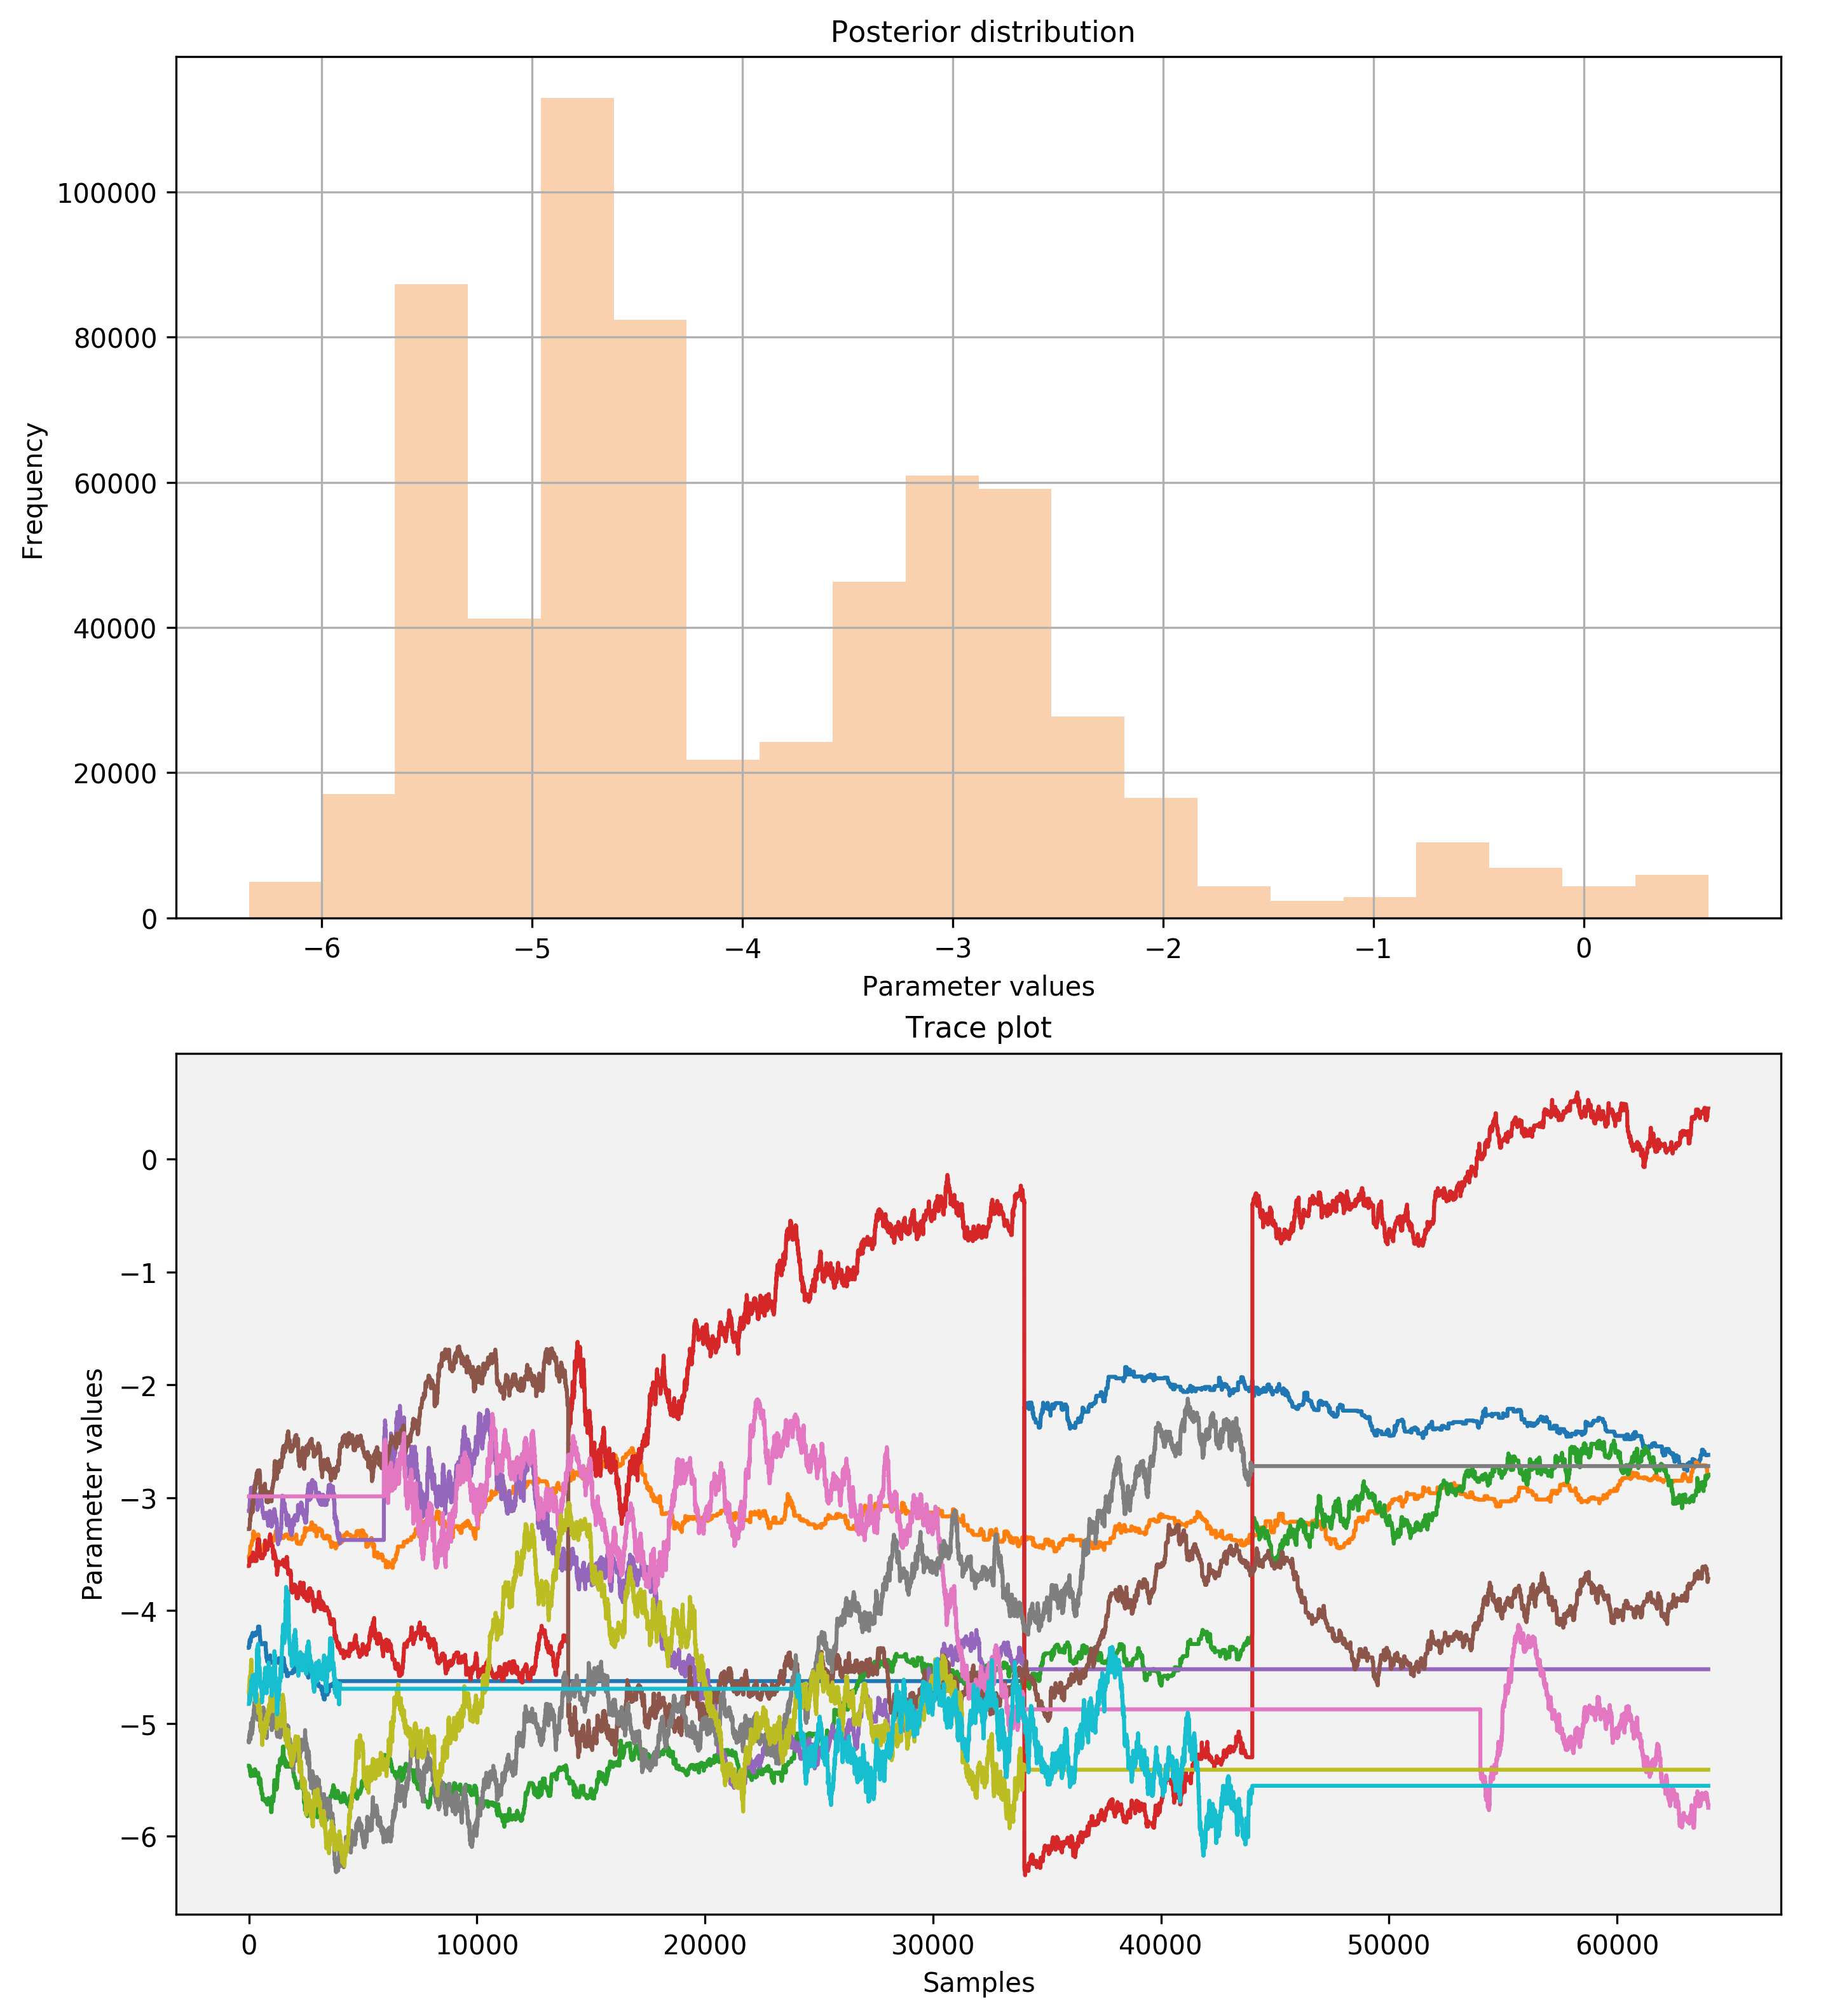 Posterior distribution
100000
80000
60000
40000
20000
0
Frequency
−6 −5 −4 −3 −2 −1 0
Parameter values
Trace plot
0
−1
−2
−3
−4
−5
−6
Parameter values
0 10000 20000 30000 40000 50000 60000
Samples